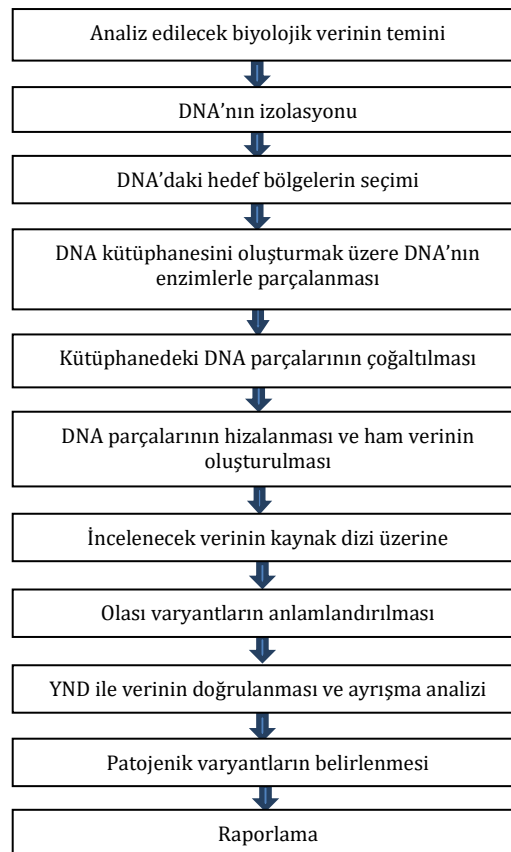 Analiz edilecek biyolojik verinin temini
DNA’nın izolasyonu
DNA’daki hedef bölgelerin seçimi
DNA kütüphanesini oluşturmak üzere DNA’nın
enzimlerle parçalanması
Kütüphanedeki DNA parçalarının çoğaltılması
DNA parçalarının hizalanması ve ham verinin
oluşturulması
İncelenecek verinin kaynak dizi üzerine
Olası varyantların anlamlandırılması
YND ile verinin doğrulanması ve ayrışma analizi
Patojenik varyantların belirlenmesi
Raporlama